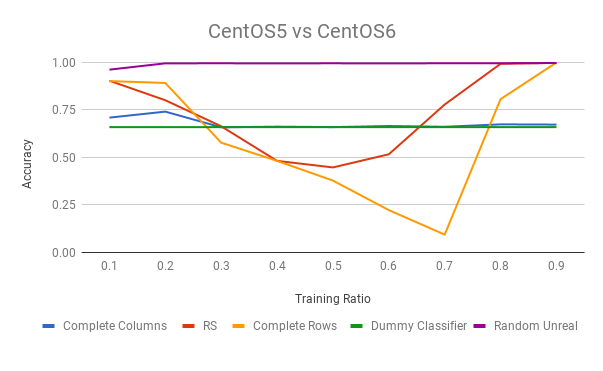 CentOS5 vs CentOS6
1.00
0.75
0.50
0.25
0.00
Accuracy
0.1 0.2 0.3 0.4 0.5 0.6 0.7 0.8 0.9
Training Ratio
Complete Columns RS Complete Rows Dummy Classifier Random Unreal